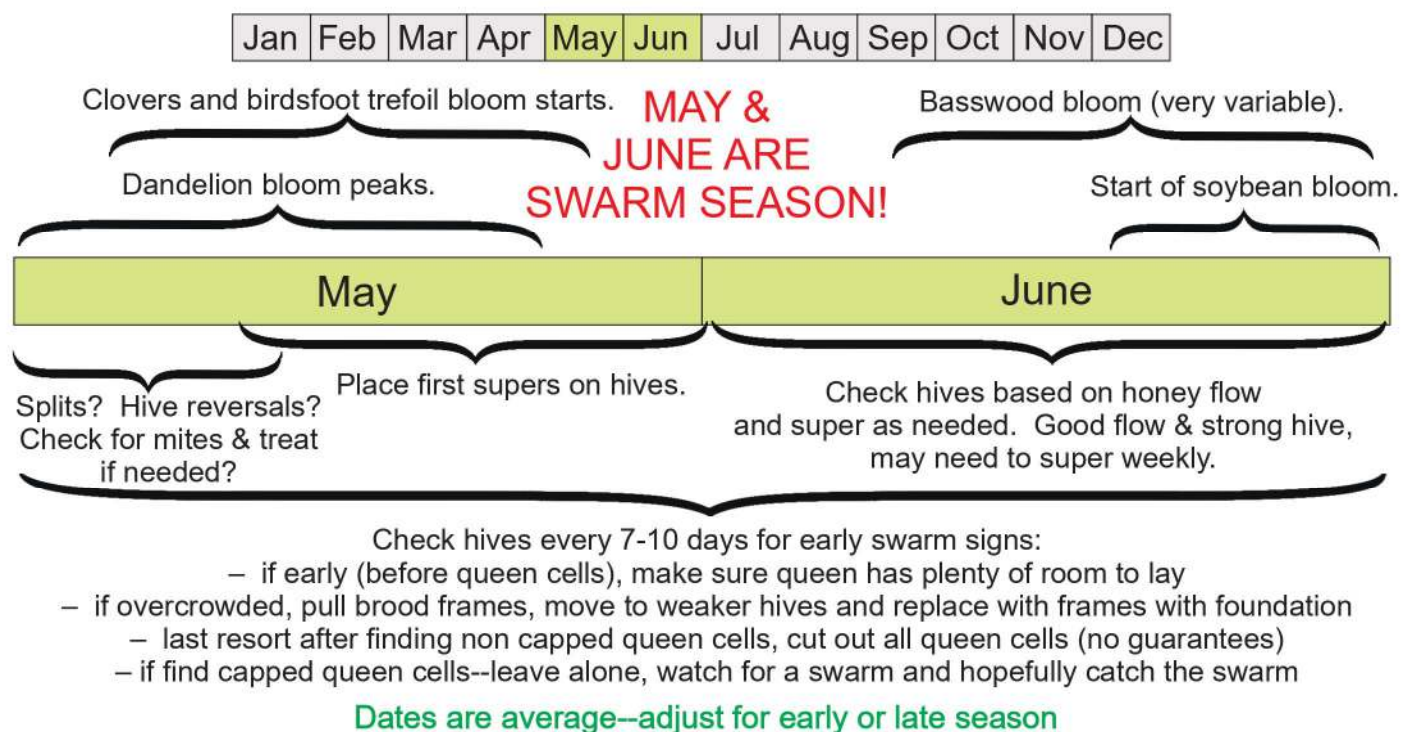 Jan Feb Mar Apr May Jun Jul Aug Sep Oct Nov Dec
Clovers and birdsfoot trefoil bloom starts.
MAY &
JUNE ARE
SWARM SEASON!
Basswood bloom (very variable).
Dandelion bloom peaks.
Start of soybean bloom.
May
June
Place first supers on hives.
Splits? Hive reversals?
Check for mites & treat
if needed?
Check hives based on honey flow
and super as needed. Good flow & strong hive,
may need to super weekly.
Check hives every 7-10 days for early swarm signs:
– if early (before queen cells), make sure queen has plenty of room to lay
– if overcrowded, pull brood frames, move to weaker hives and replace with frames with foundation
– last resort after finding non capped queen cells, cut out all queen cells (no guarantees)
– if find capped queen cells--leave alone, watch for a swarm and hopefully catch the swarm
Dates are average--adjust for early or late season